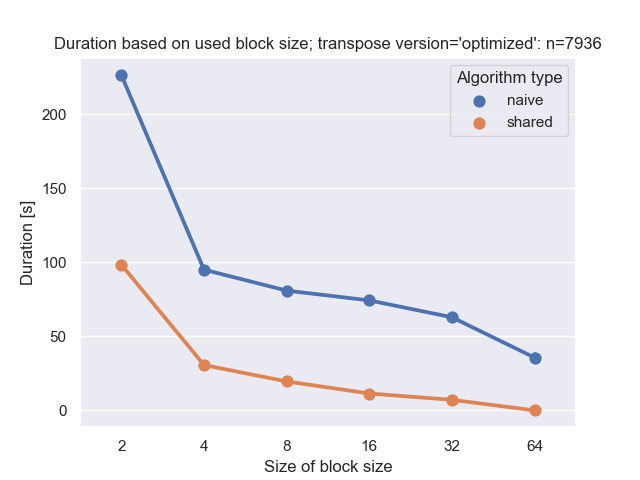 Duration based on used block size; transpose version='optimized': n=7936
Algorithm type
naive
shared
200
150
100
50
0
Duration [s]
2 4 8 16 32 64
Size of block size